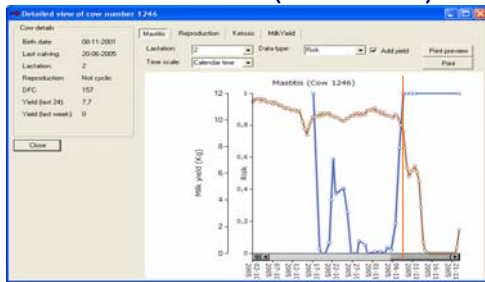 Detailed view of cow number 1246
Cow details
Birth date: 08-11-2001
Last calving: 20-06-2005
Lactation: 2
Reproduction: Not cyclic
DFC 157
Yield (last 24) 7,7
Yield (last week) 0
Close
Mastitis Reproduction Ketosis Milk Yield
Lactation: 2 Data type: Risk Add yield Print preview
Time scale: Calendar time Print
Mastitis (Cow 1246)
Milk yield (Kg)
12
10
8
6
4
2
0
Risk
1
0,8
0,6
0,4
0,2
0